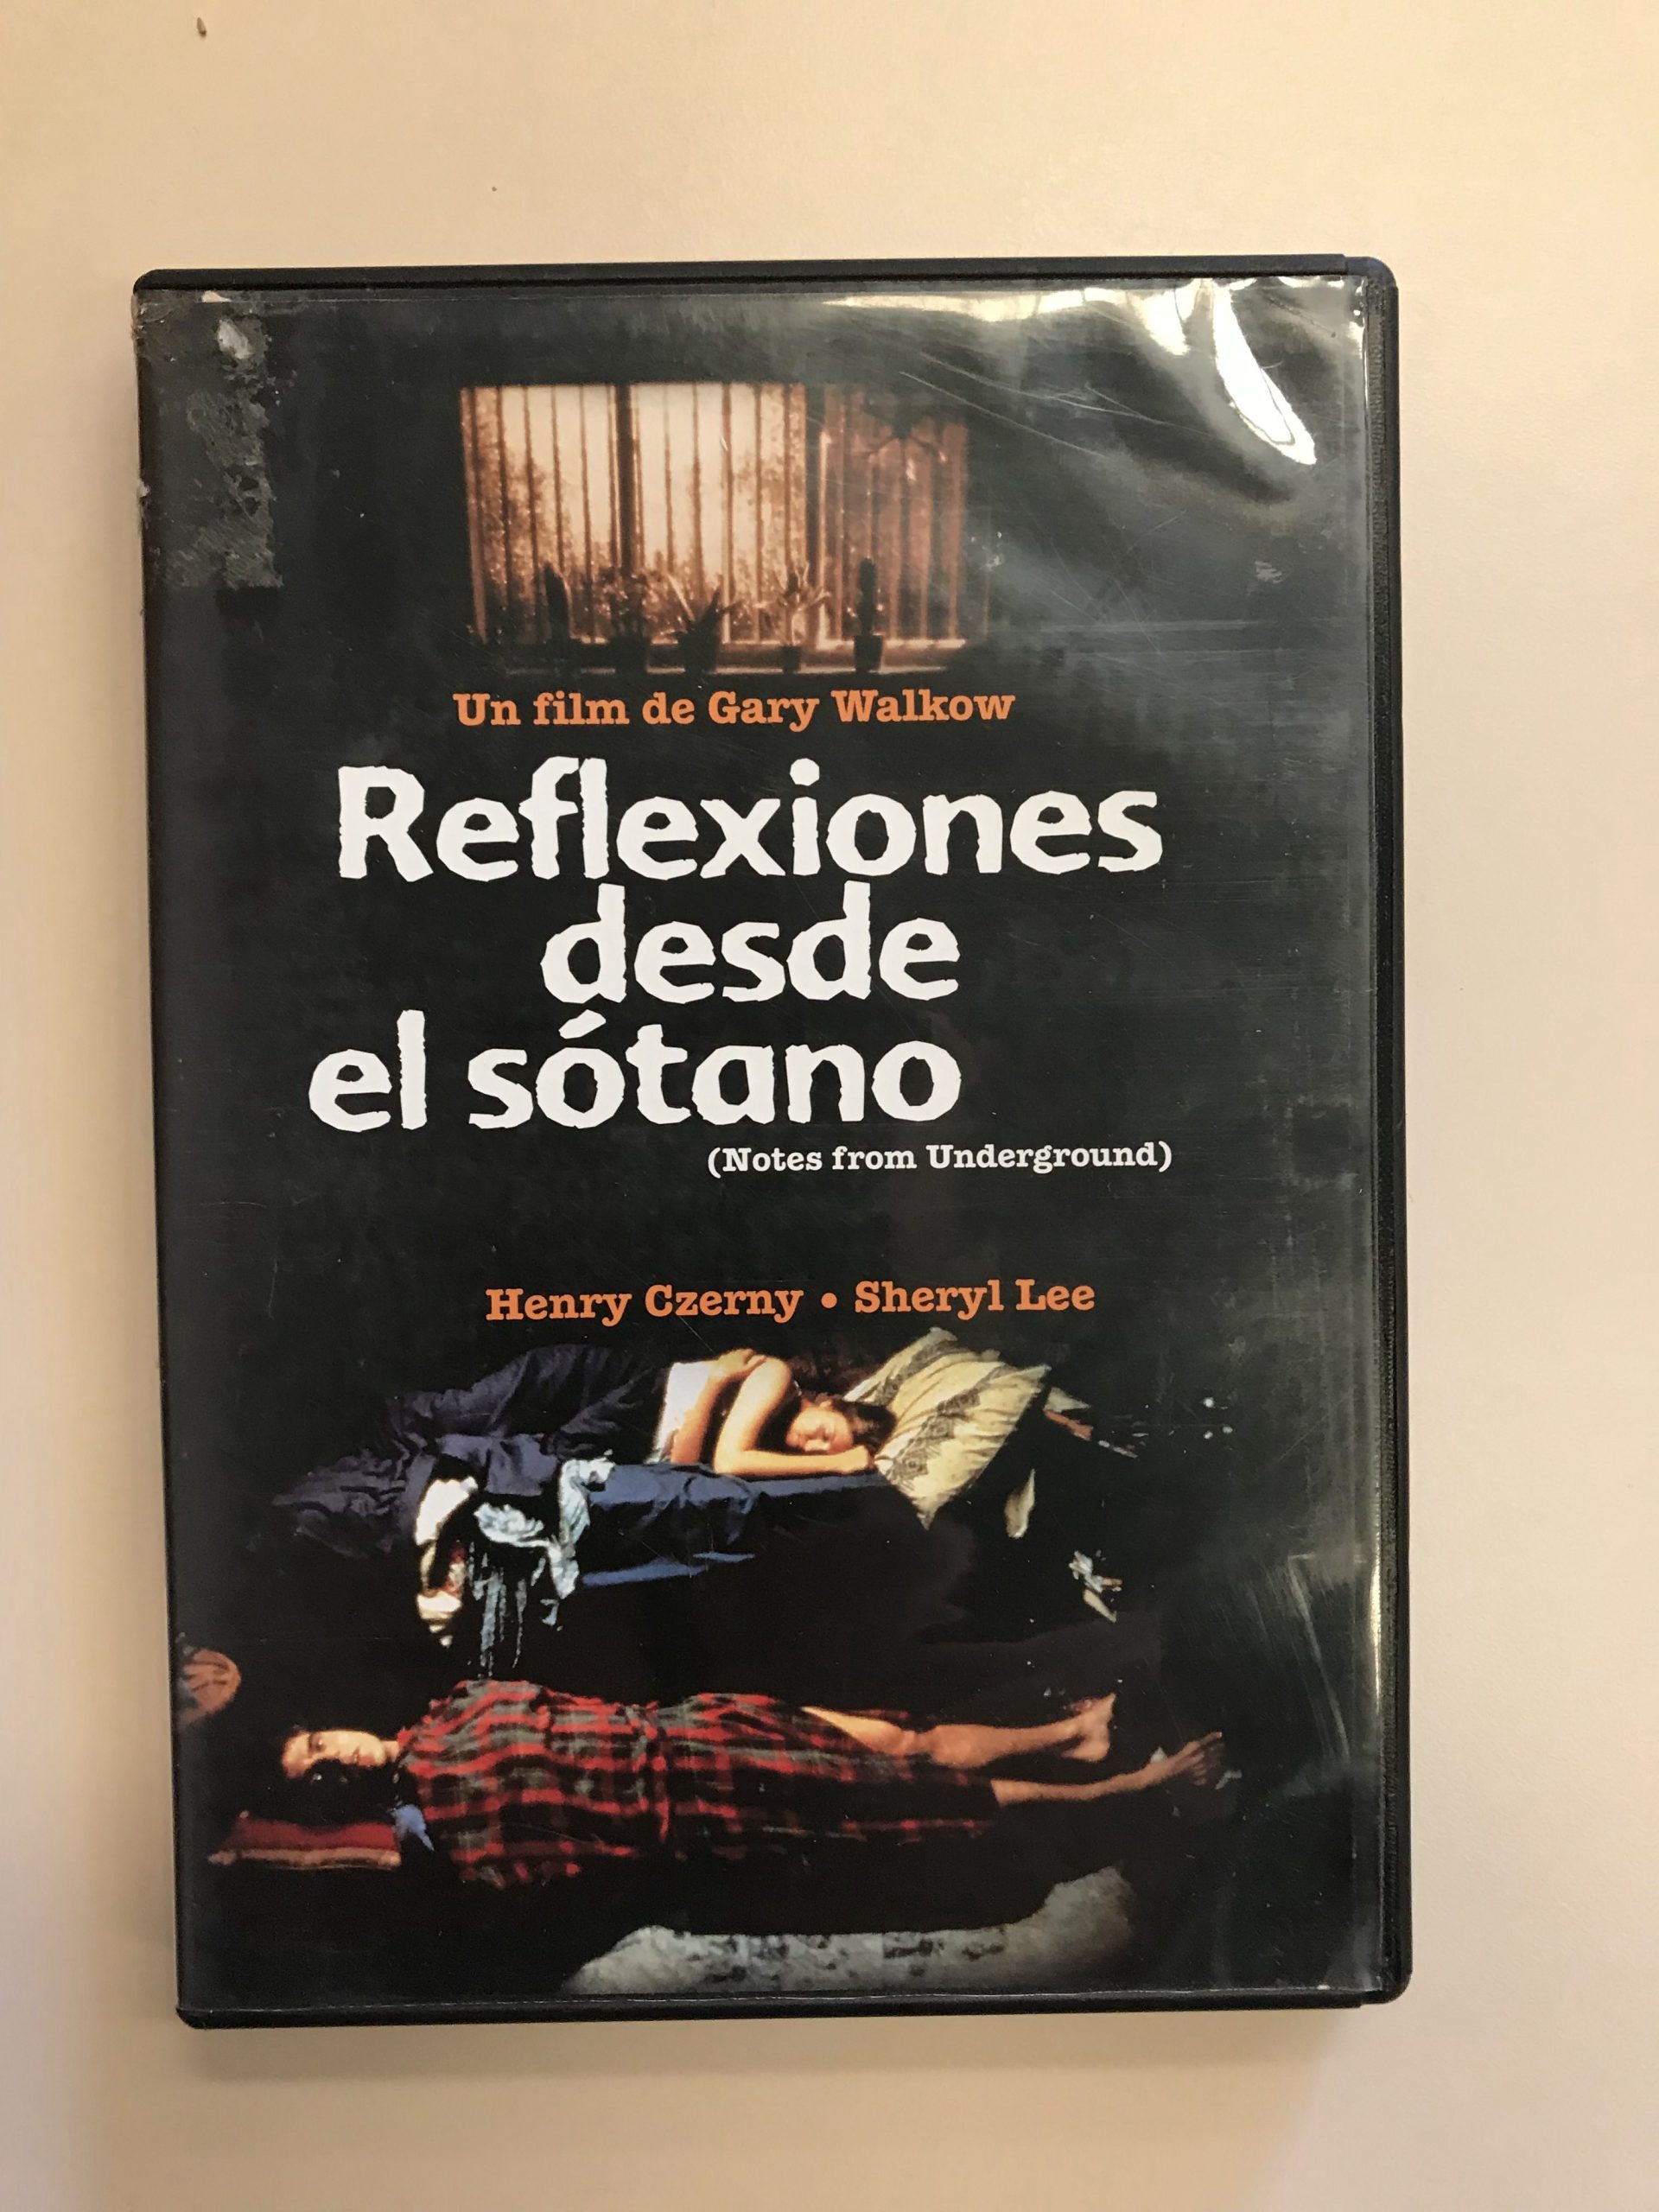 Un film de Gary Walkow
Reflexiones
desde
el sótano
(Notes from Underground)
Henry Czerny • Sheryl Lee